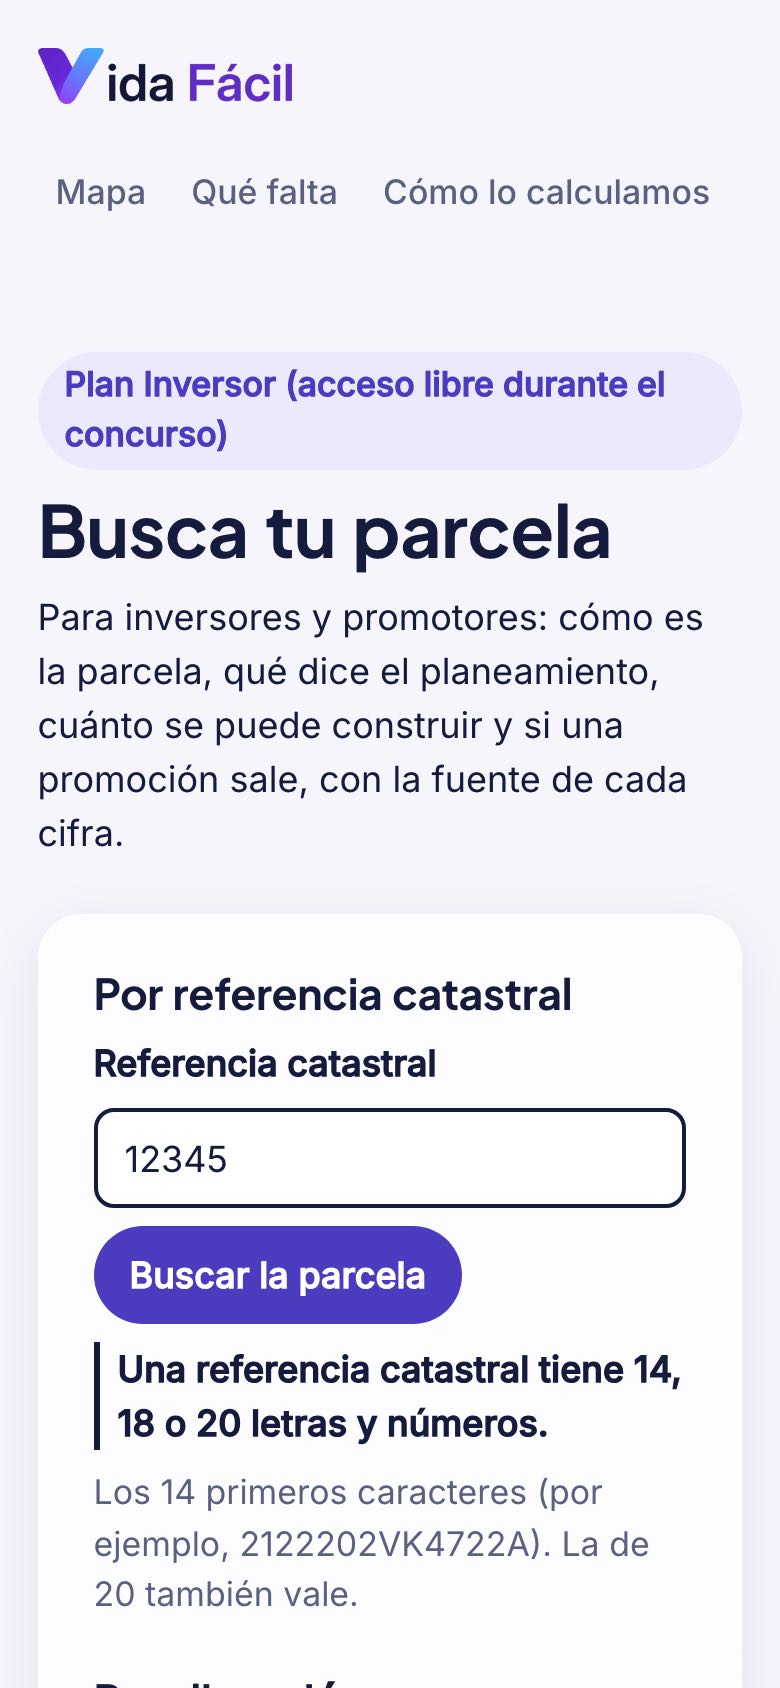 Vida Fácil
Mapa Qué falta Cómo lo calculamos
Plan Inversor (acceso libre durante el
concurso)
Busca tu parcela
Para inversores y promotores: cómo es
la parcela, qué dice el planeamiento,
cuánto se puede construir y si una
promoción sale, con la fuente de cada
cifra.
Por referencia catastral
Referencia catastral
12345
Buscar la parcela
Una referencia catastral tiene 14,
18 o 20 letras y números.
Los 14 primeros caracteres (por
ejemplo, 2122202VK4722A). La de
20 también vale.